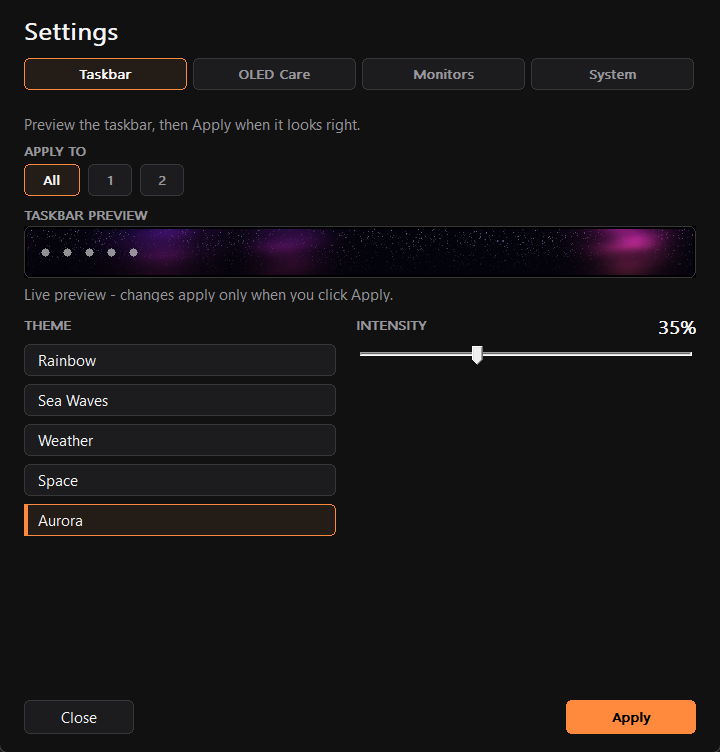 Settings
Taskbar
OLED Care
Monitors
System
Preview the taskbar, then Apply when it looks right.
APPLY TO
All
1
2
TASKBAR PREVIEW
Live preview - changes apply only when you click Apply.
THEME
INTENSITY
35%
Rainbow
Sea Waves
Weather
Space
Aurora
Close
Apply